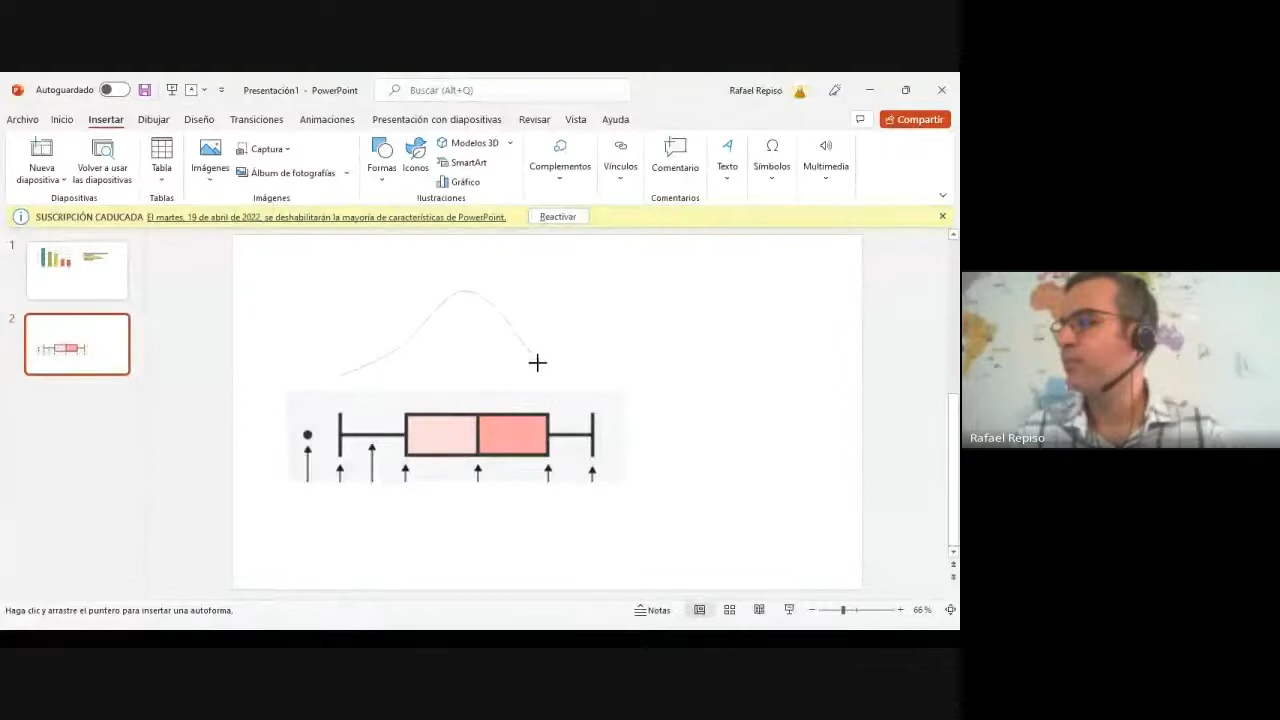 Autoguardado
Presentación1 - PowerPoint
Buscar (Alt+Q)
Rafael Repiso
Archivo Inicio Insertar Dibujar Diseño Transiciones Animaciones Presentación con diapositivas Revisar Vista Ayuda
Compartir
Nueva diapositiva
Volver a usar las diapositivas
Tabla
Imágenes
Captura
Álbum de fotografías
Formas
Iconos
Modelos 3D
SmartArt
Gráfico
Complementos
Vínculos
Comentario
Texto
Símbolos
Multimedia
Diapositivas Tablas Imágenes Ilustraciones Comentarios
SUSCRIPCIÓN CADUCADA El martes, 19 de abril de 2022, se deshabilitarán la mayoría de características de PowerPoint. Reactivar
1
2
Rafael Repiso
Haga clic y arrastre el puntero para insertar una autoforma.
Notas
66 %